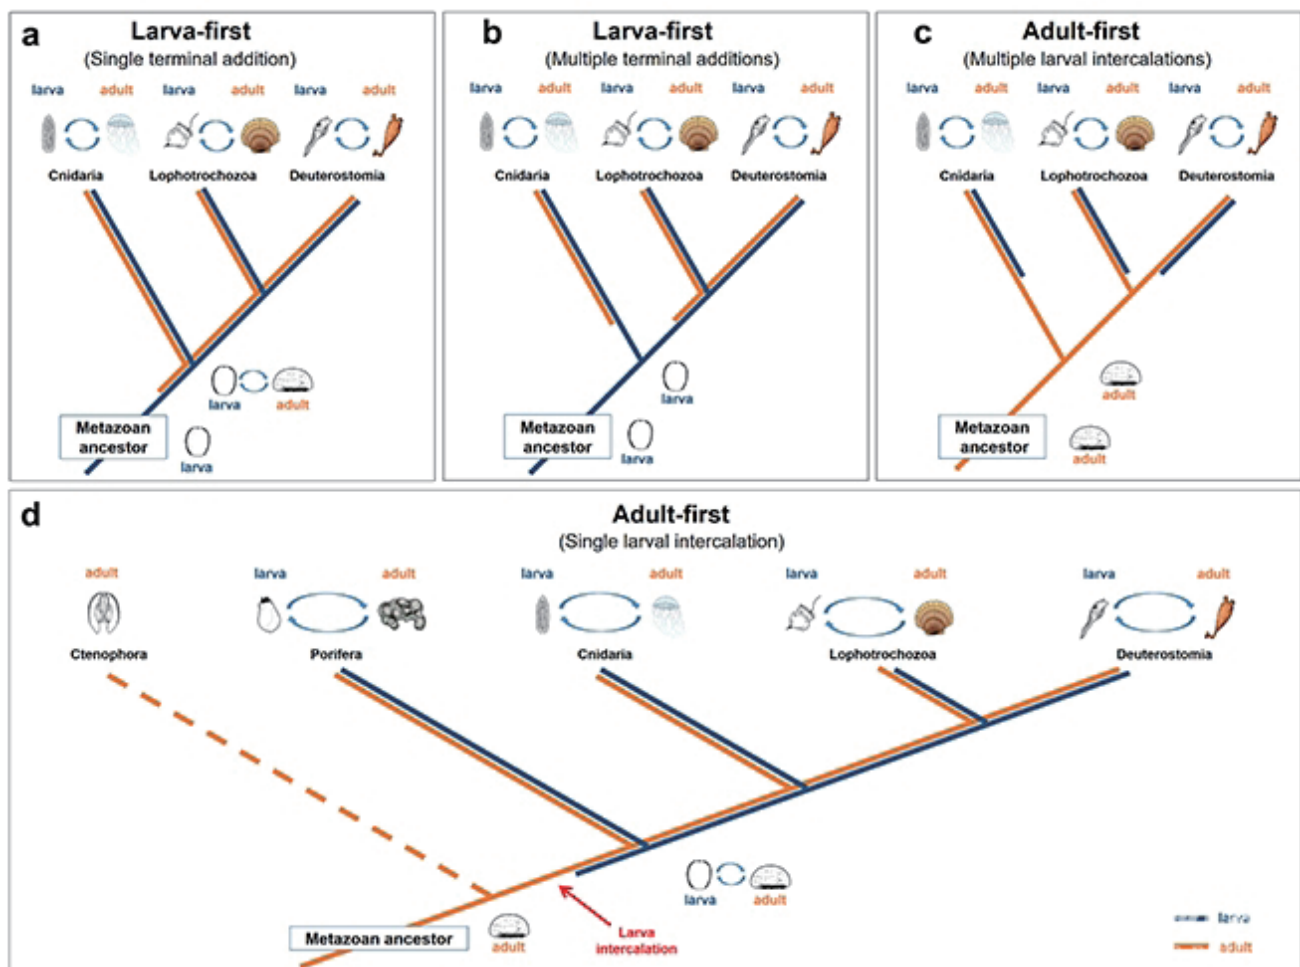 a
Larva-first
(Single terminal addition)
larva adult larva adult larva adult
Cnidaria Lophotrochozoa Deuterostomia
larva adult
Metazoan
ancestor
larva
b
Larva-first
(Multiple terminal additions)
larva adult larva adult larva adult
Cnidaria Lophotrochozoa Deuterostomia
larva
Metazoan
ancestor
larva
c
Adult-first
(Multiple larval intercalations)
larva adult larva adult larva adult
Cnidaria Lophotrochozoa Deuterostomia
adult
Metazoan
ancestor
adult
d
Adult-first
(Single larval intercalation)
adult larva adult larva adult larva adult larva adult
Ctenophora Porifera Cnidaria Lophotrochozoa Deuterostomia
larva adult
Metazoan ancestor
adult
Larva
intercalation
larva
adult